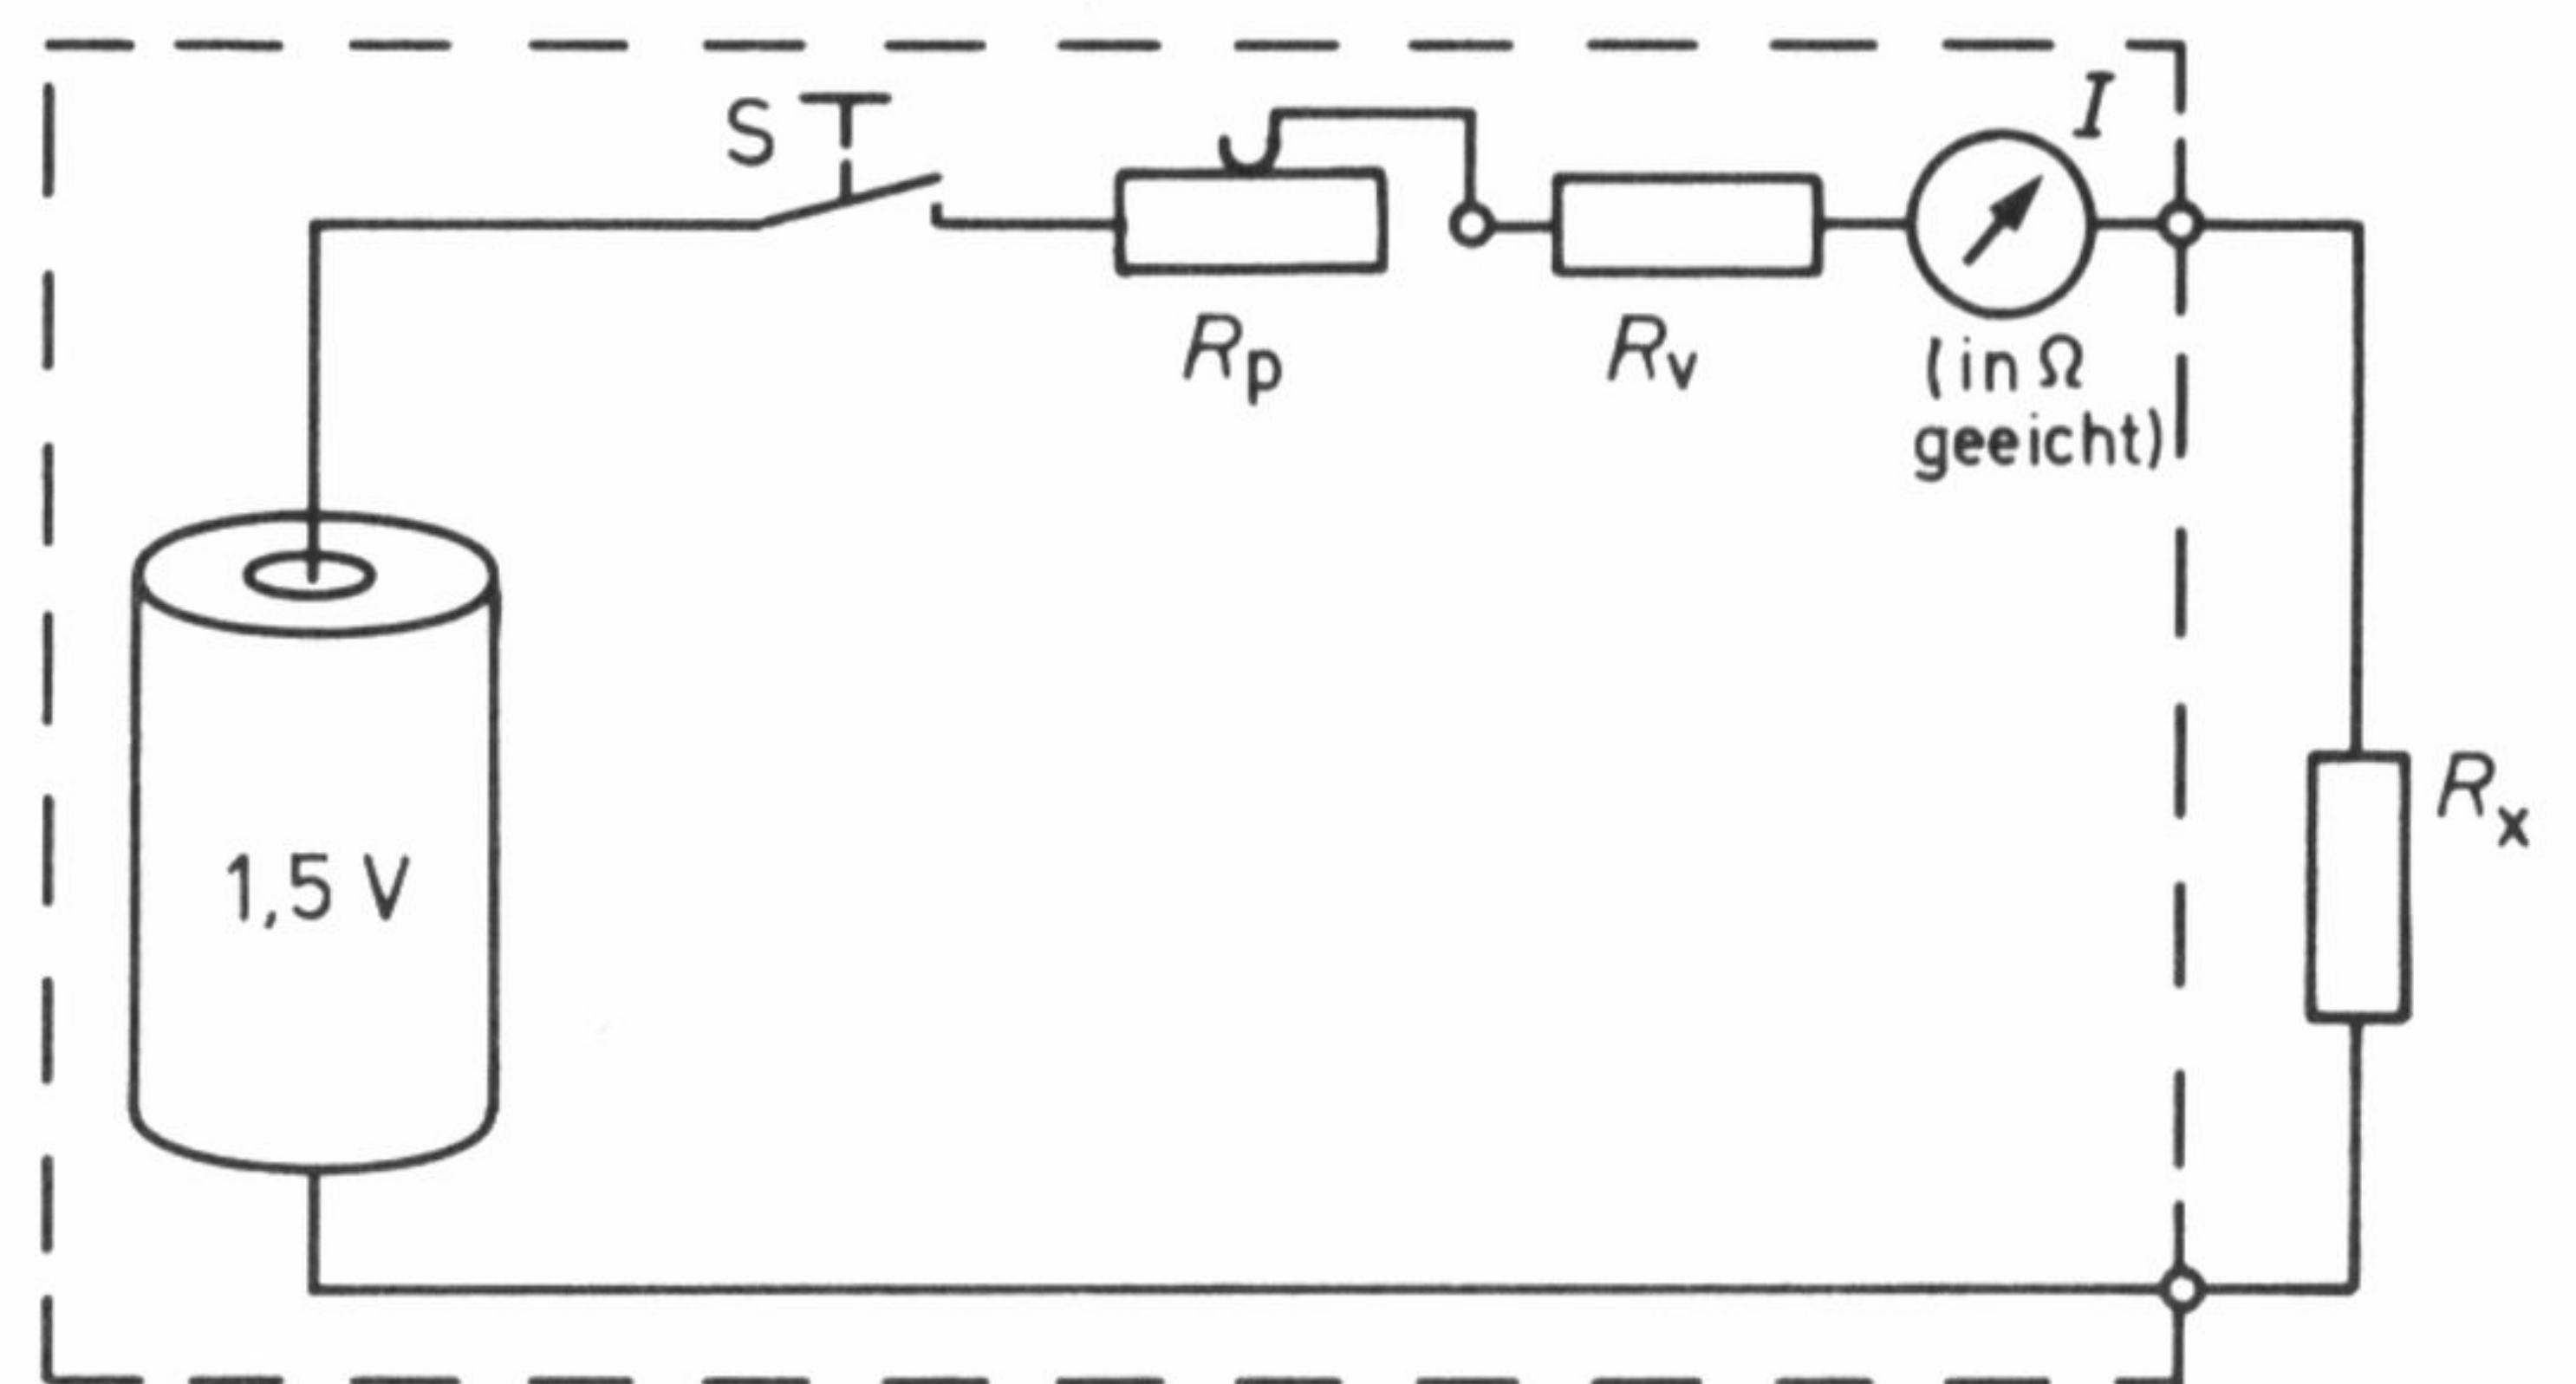 S
I
Rp
Rv
(in Ω
geeicht)
1,5 V
Rx